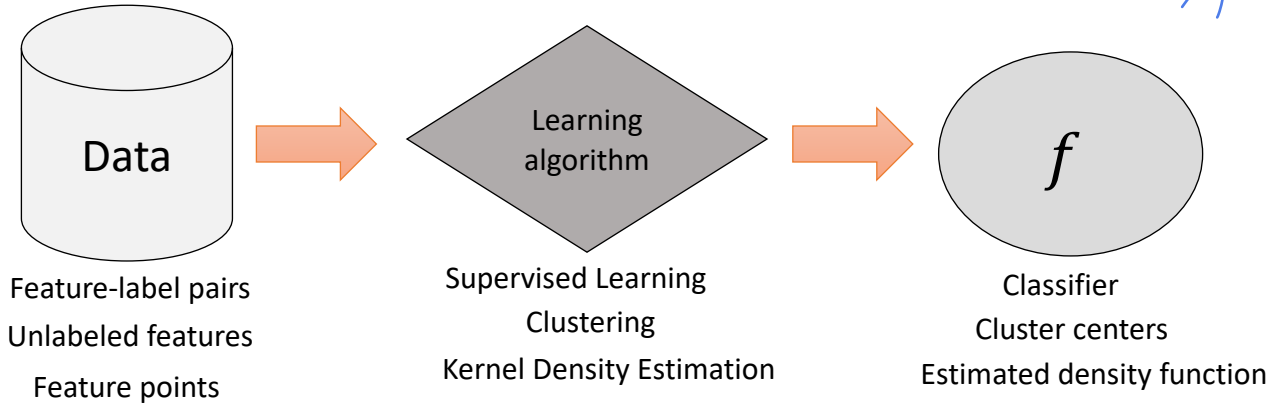 Data
Learning
algorithm
f
Feature-label pairs
Unlabeled features
Feature points
Supervised Learning
Clustering
Kernel Density Estimation
Classifier
Cluster centers
Estimated density function